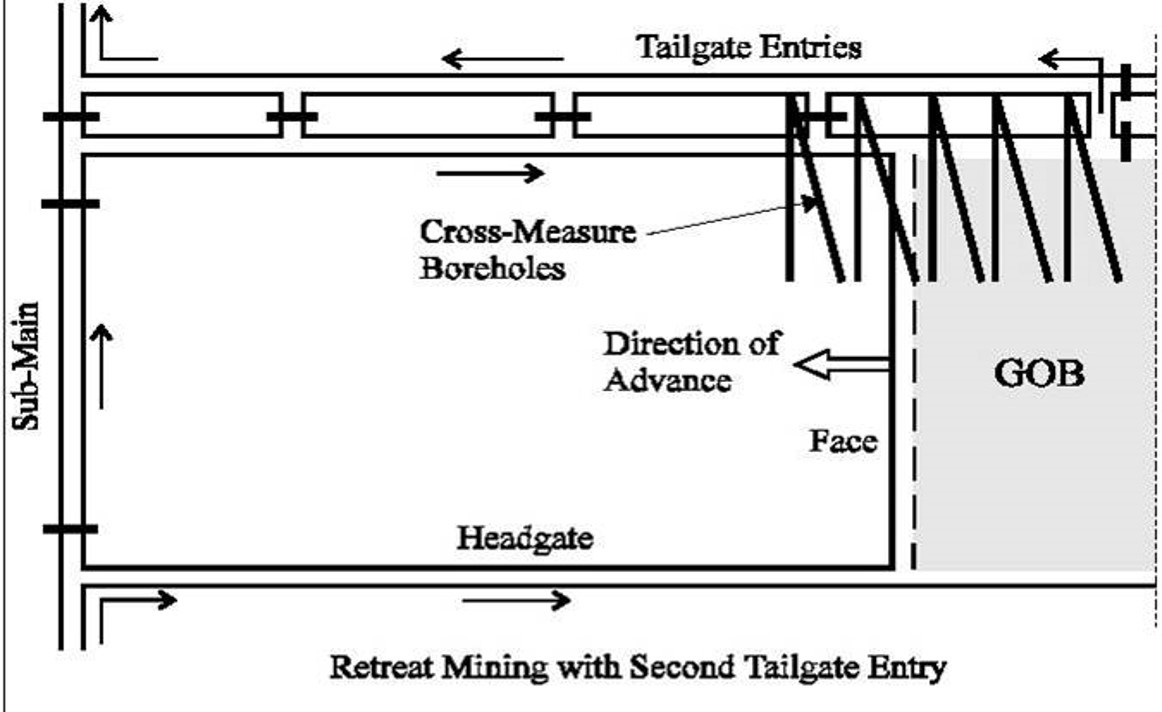 Tailgate Entries
Cross-Measure
Boreholes
Direction of
Advance
Sub-Main
GOB
Face
Headgate
Retreat Mining with Second Tailgate Entry